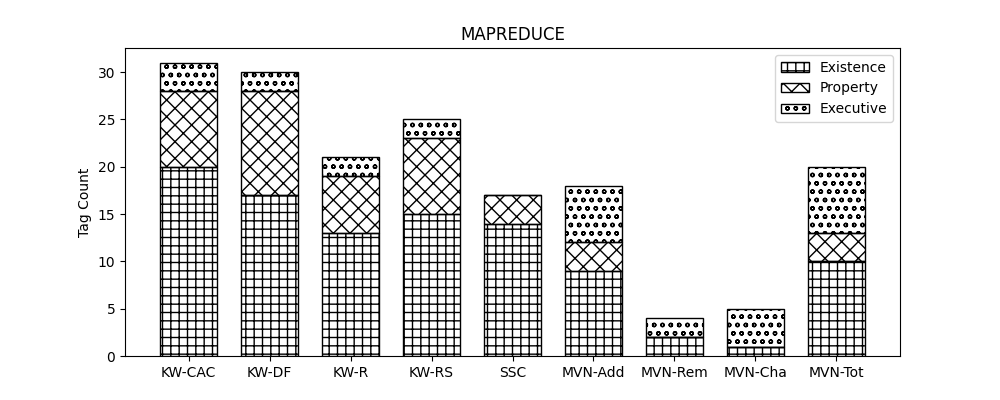 MAPREDUCE
Tag Count
30
25
20
15
10
5
0
Existence
Property
Executive
KW-CAC KW-DF KW-R KW-RS SSC MVN-Add MVN-Rem MVN-Cha MVN-Tot